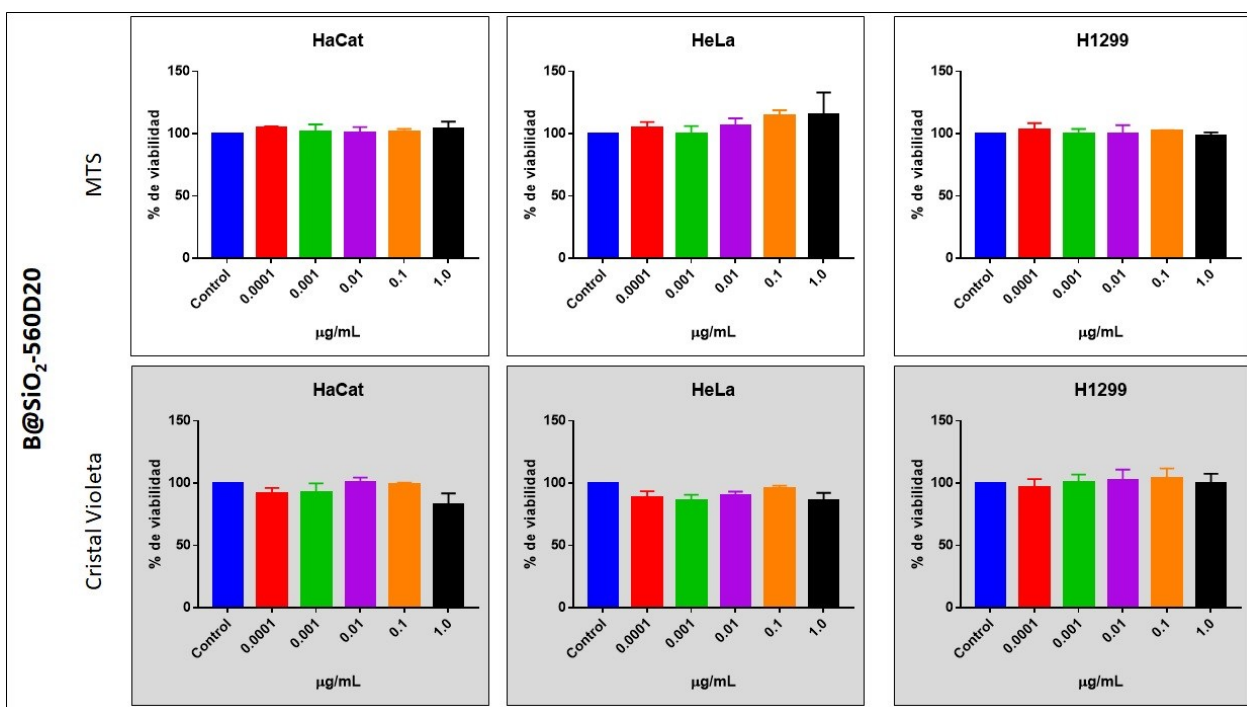 B@SiO₂-560D20
MTS
HaCat
% de viabilidad
150
100
50
0
Control
0.0001
0.001
0.01
0.1
1.0
µg/mL
HeLa
% de viabilidad
150
100
50
0
Control
0.0001
0.001
0.01
0.1
1.0
µg/mL
H1299
% de viabilidad
150
100
50
0
Control
0.0001
0.001
0.01
0.1
1.0
µg/mL
Cristal Violeta
HaCat
% de viabilidad
150
100
50
0
Control
0.0001
0.001
0.01
0.1
1.0
µg/mL
HeLa
% de viabilidad
150
100
50
0
Control
0.0001
0.001
0.01
0.1
1.0
µg/mL
H1299
% de viabilidad
150
100
50
0
Control
0.0001
0.001
0.01
0.1
1.0
µg/mL